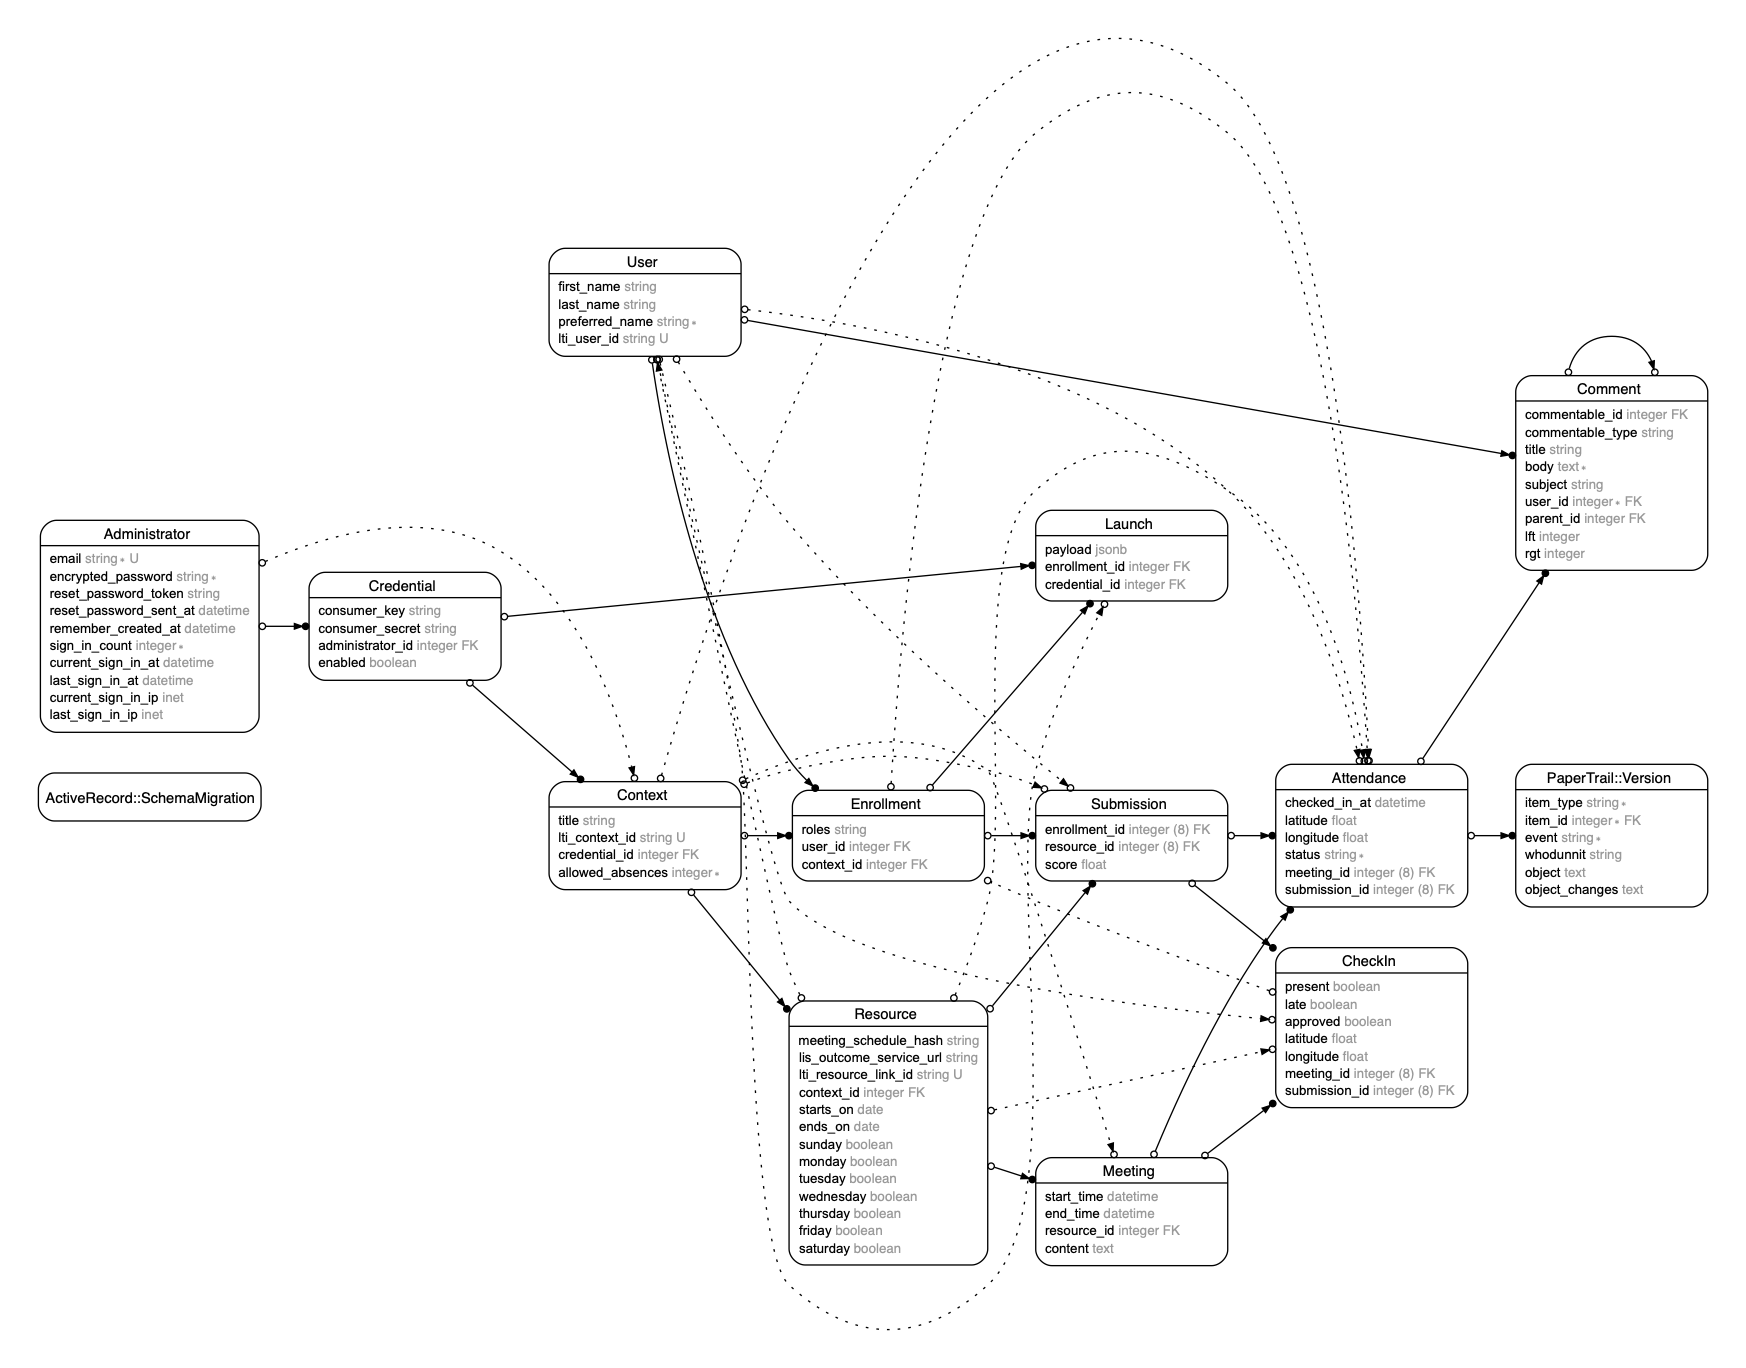 User
first_name string
last_name string
preferred_name string ∗
lti_user_id string U
Comment
commentable_id integer FK
commentable_type string
title string
body text ∗
subject string
user_id integer ∗ FK
parent_id integer FK
lft integer
rgt integer
Administrator
email string ∗ U
encrypted_password string ∗
reset_password_token string
reset_password_sent_at datetime
remember_created_at datetime
sign_in_count integer ∗
current_sign_in_at datetime
last_sign_in_at datetime
current_sign_in_ip inet
last_sign_in_ip inet
Credential
consumer_key string
consumer_secret string
administrator_id integer FK
enabled boolean
Launch
payload jsonb
enrollment_id integer FK
credential_id integer FK
ActiveRecord::SchemaMigration
Context
title string
lti_context_id string U
credential_id integer FK
allowed_absences integer ∗
Enrollment
roles string
user_id integer FK
context_id integer FK
Submission
enrollment_id integer (8) FK
resource_id integer (8) FK
score float
Attendance
checked_in_at datetime
latitude float
longitude float
status string ∗
meeting_id integer (8) FK
submission_id integer (8) FK
PaperTrail::Version
item_type string ∗
item_id integer ∗ FK
event string ∗
whodunnit string
object text
object_changes text
CheckIn
present boolean
late boolean
approved boolean
latitude float
longitude float
meeting_id integer (8) FK
submission_id integer (8) FK
Resource
meeting_schedule_hash string
lis_outcome_service_url string
lti_resource_link_id string U
context_id integer FK
starts_on date
ends_on date
sunday boolean
monday boolean
tuesday boolean
wednesday boolean
thursday boolean
friday boolean
saturday boolean
Meeting
start_time datetime
end_time datetime
resource_id integer FK
content text